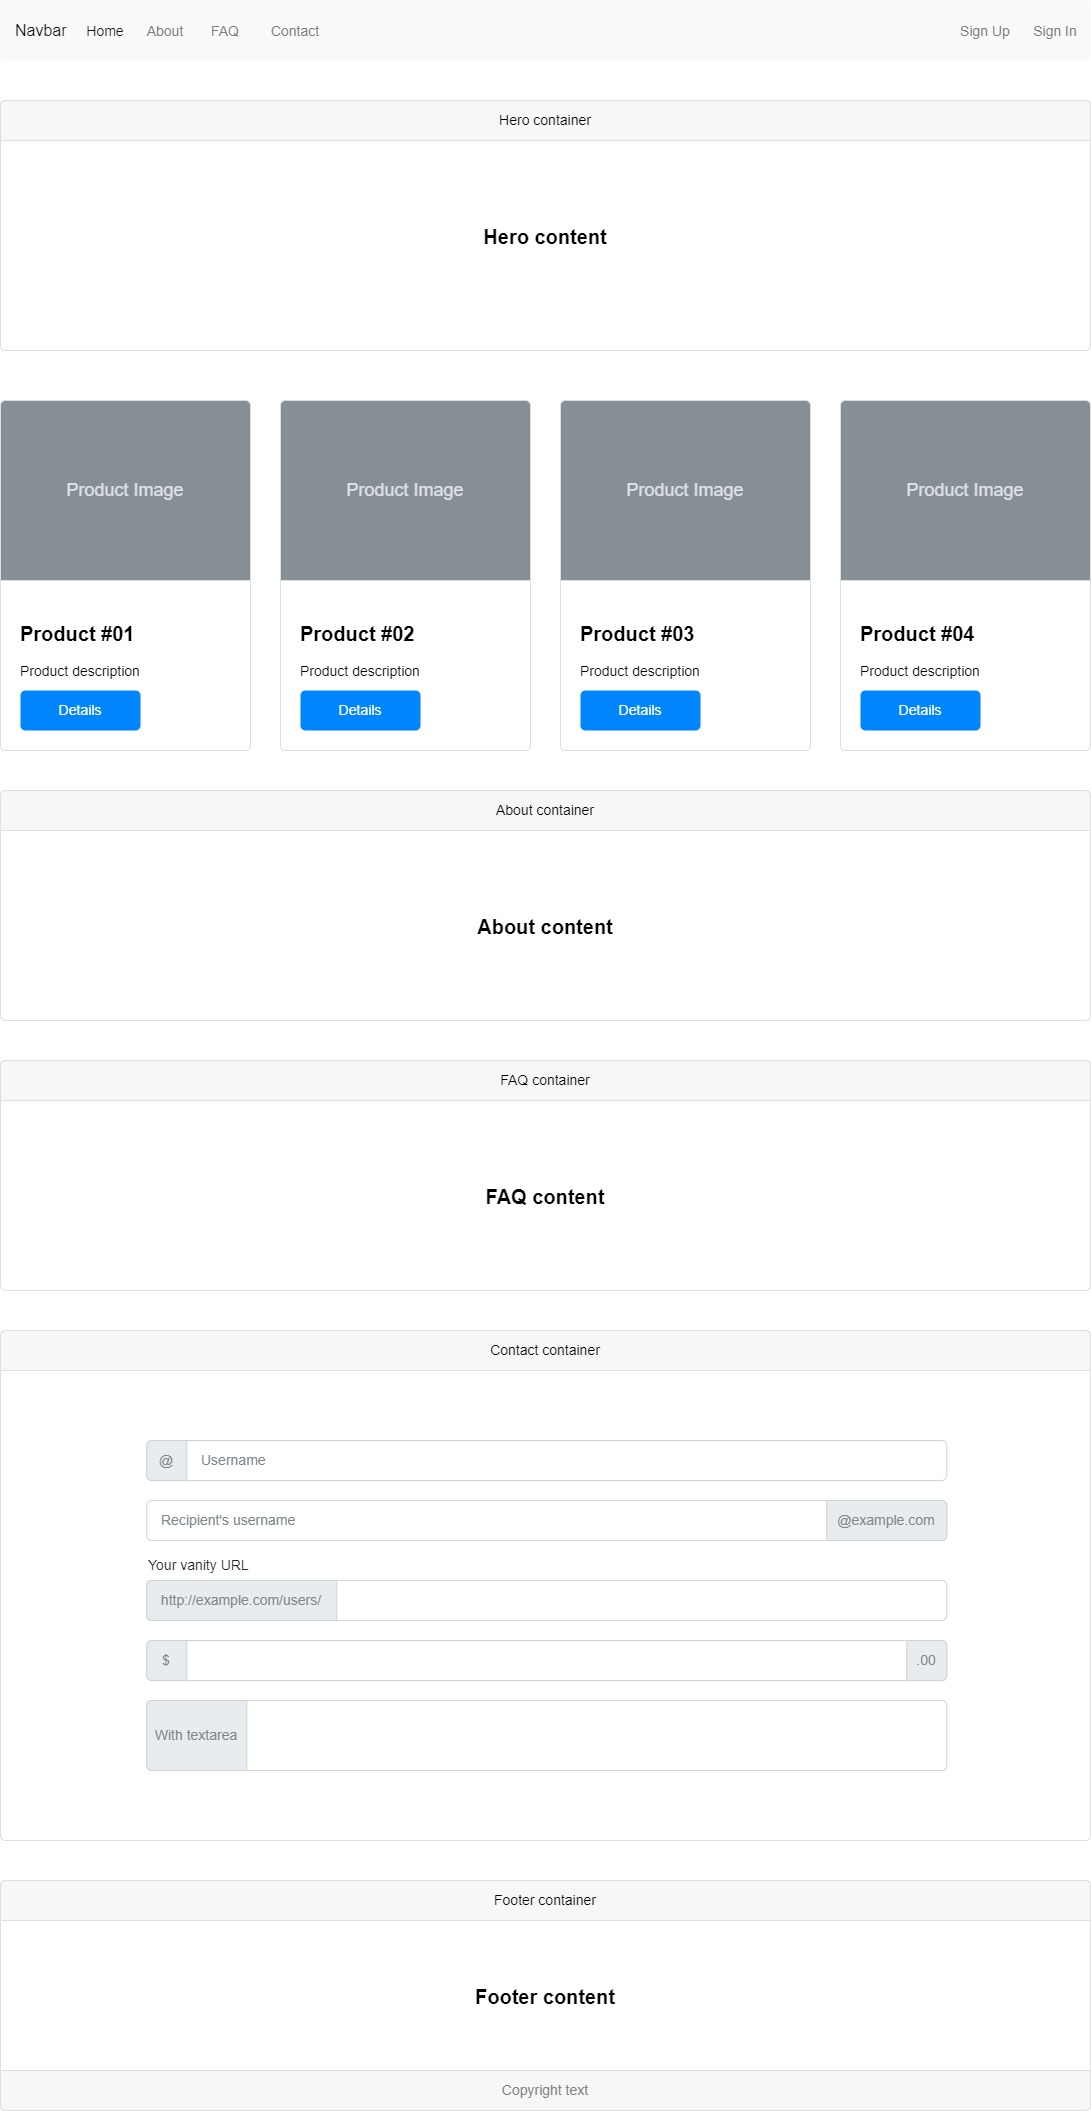 Navbar Home About FAQ Contact Sign Up Sign In
Hero container
Hero content
Product Image Product Image Product Image Product Image
Product #01 Product #02 Product #03 Product #04
Product description Product description Product description Product description
Details Details Details Details
About container
About content
FAQ container
FAQ content
Contact container
@ Username
Recipient's username @example.com
Your vanity URL
http://example.com/users/
$ .00
With textarea
Footer container
Footer content
Copyright text